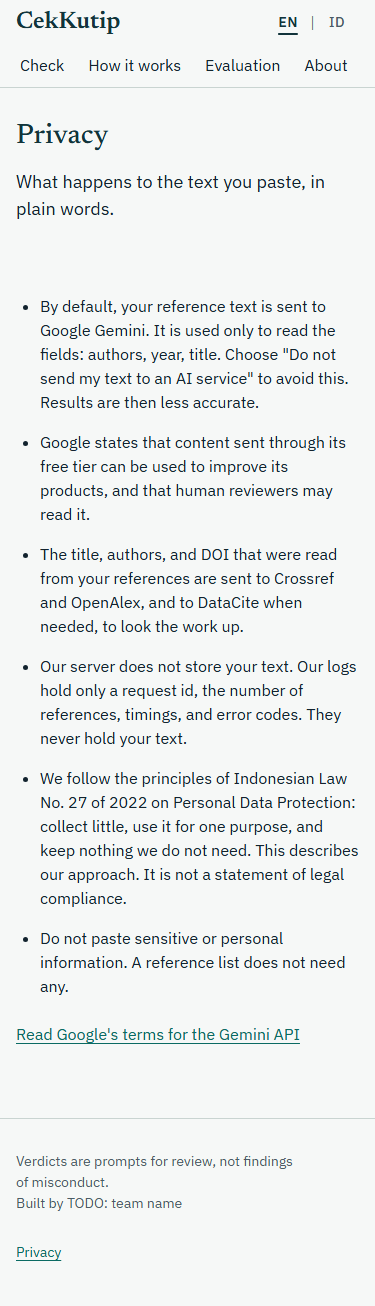 CekKutip
EN | ID
Check How it works Evaluation About
Privacy
What happens to the text you paste, in
plain words.
• By default, your reference text is sent to
Google Gemini. It is used only to read the
fields: authors, year, title. Choose "Do not
send my text to an AI service" to avoid this.
Results are then less accurate.
• Google states that content sent through its
free tier can be used to improve its
products, and that human reviewers may
read it.
• The title, authors, and DOI that were read
from your references are sent to Crossref
and OpenAlex, and to DataCite when
needed, to look the work up.
• Our server does not store your text. Our logs
hold only a request id, the number of
references, timings, and error codes. They
never hold your text.
• We follow the principles of Indonesian Law
No. 27 of 2022 on Personal Data Protection:
collect little, use it for one purpose, and
keep nothing we do not need. This describes
our approach. It is not a statement of legal
compliance.
• Do not paste sensitive or personal
information. A reference list does not need
any.
Read Google's terms for the Gemini API
Verdicts are prompts for review, not findings
of misconduct.
Built by TODO: team name
Privacy